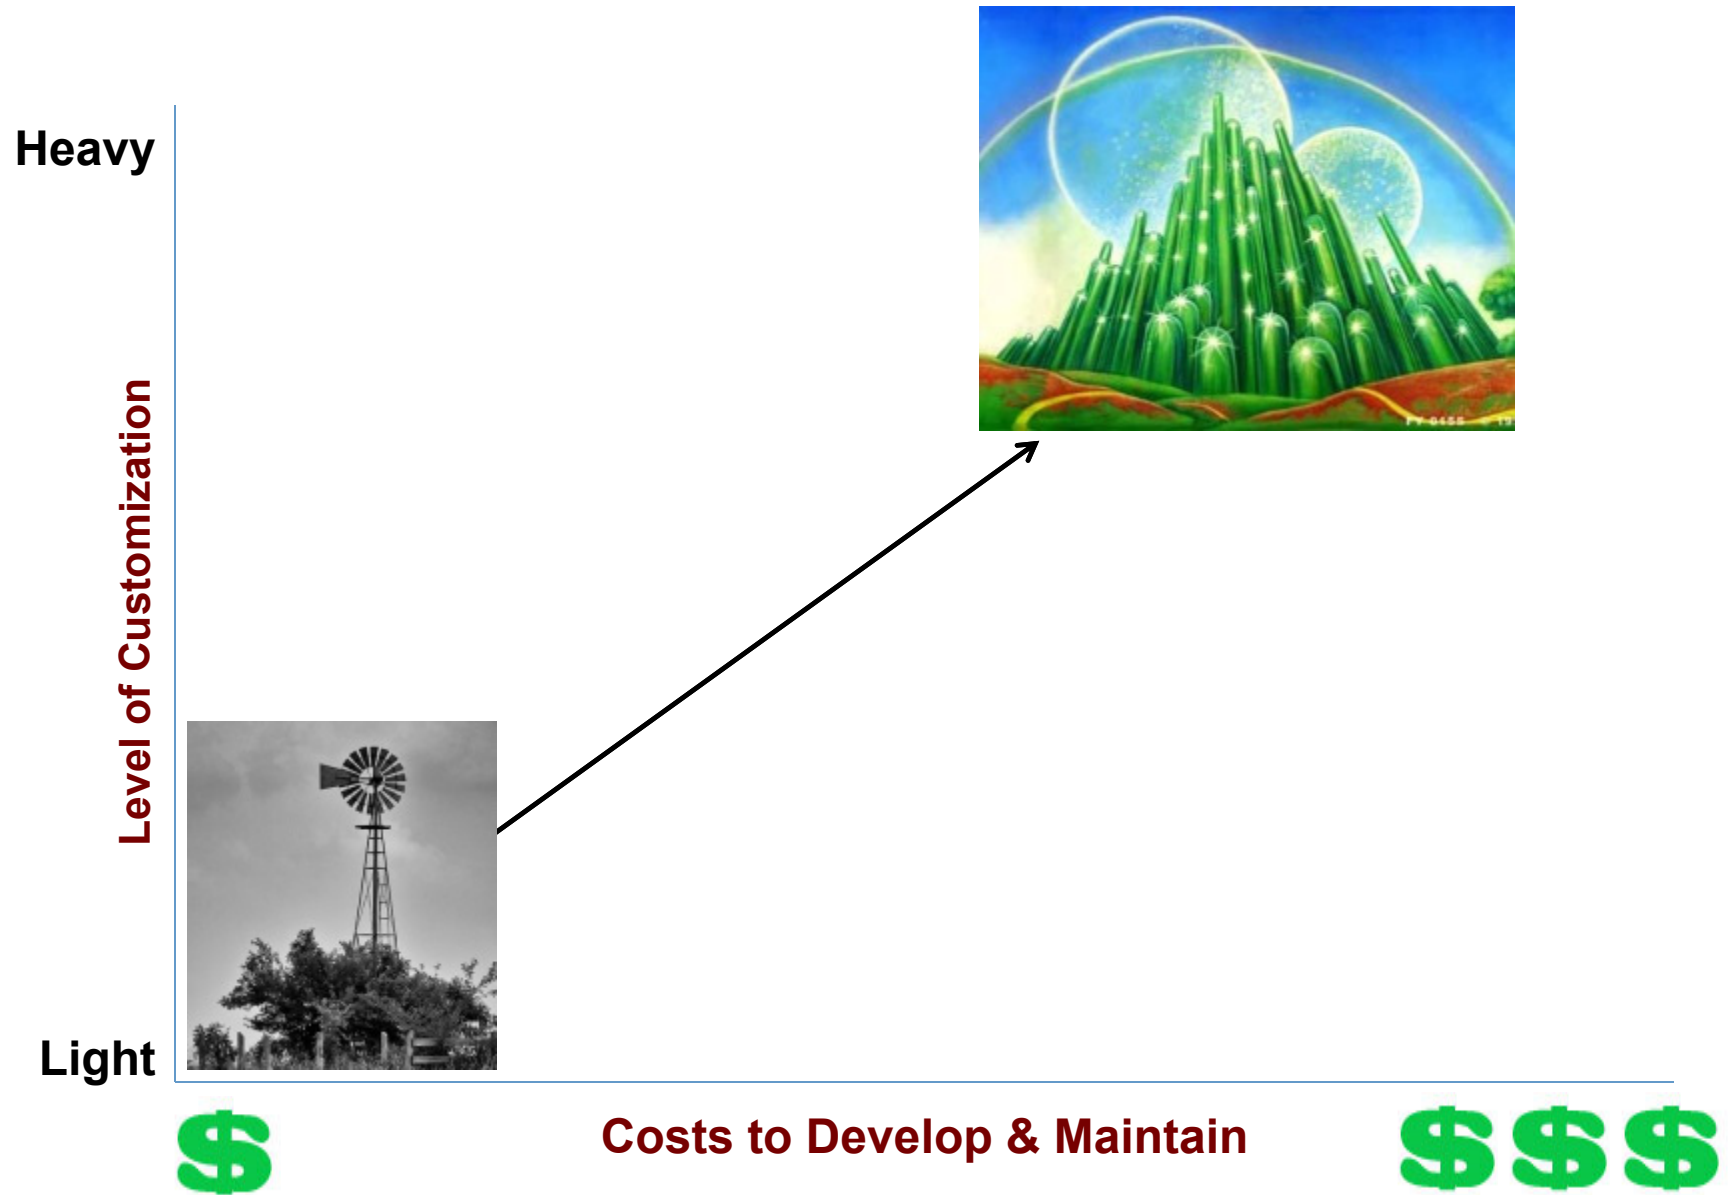 Heavy
Level of Customization
Light
$
Costs to Develop & Maintain
$$$